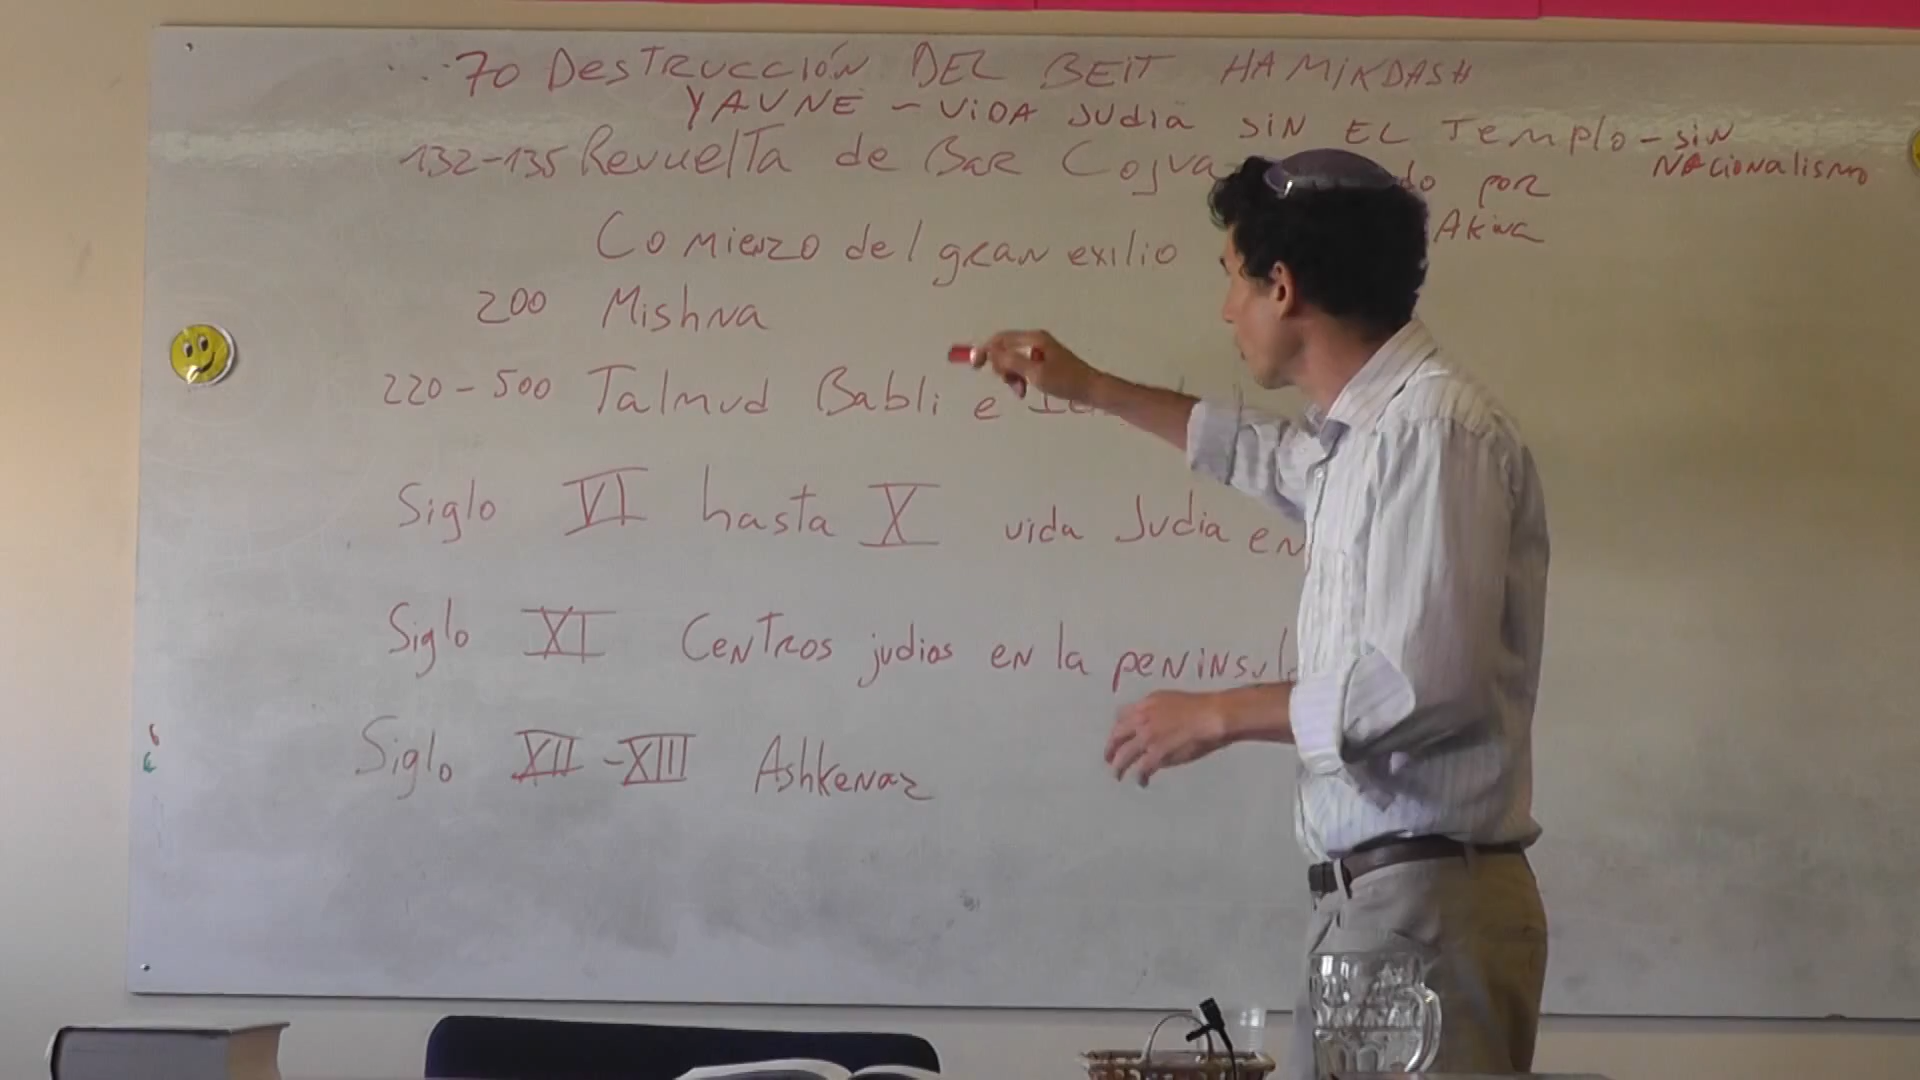 70 DESTRUCCIÓN DEL BEIT HAMIKDASH
YAVNE - VIDA JUDIA SIN EL TEMPLO - SIN NACIONALISMO
132-135 Revuelta de BAR Cojva por Akiva
Comienzo del gran exilio
200 Mishna
220-500 Talmud Babli e
Siglo VI hasta X vida Judia en
Siglo XI Centros judios en la peninsul
Siglo XII-XIII Ashkenaz